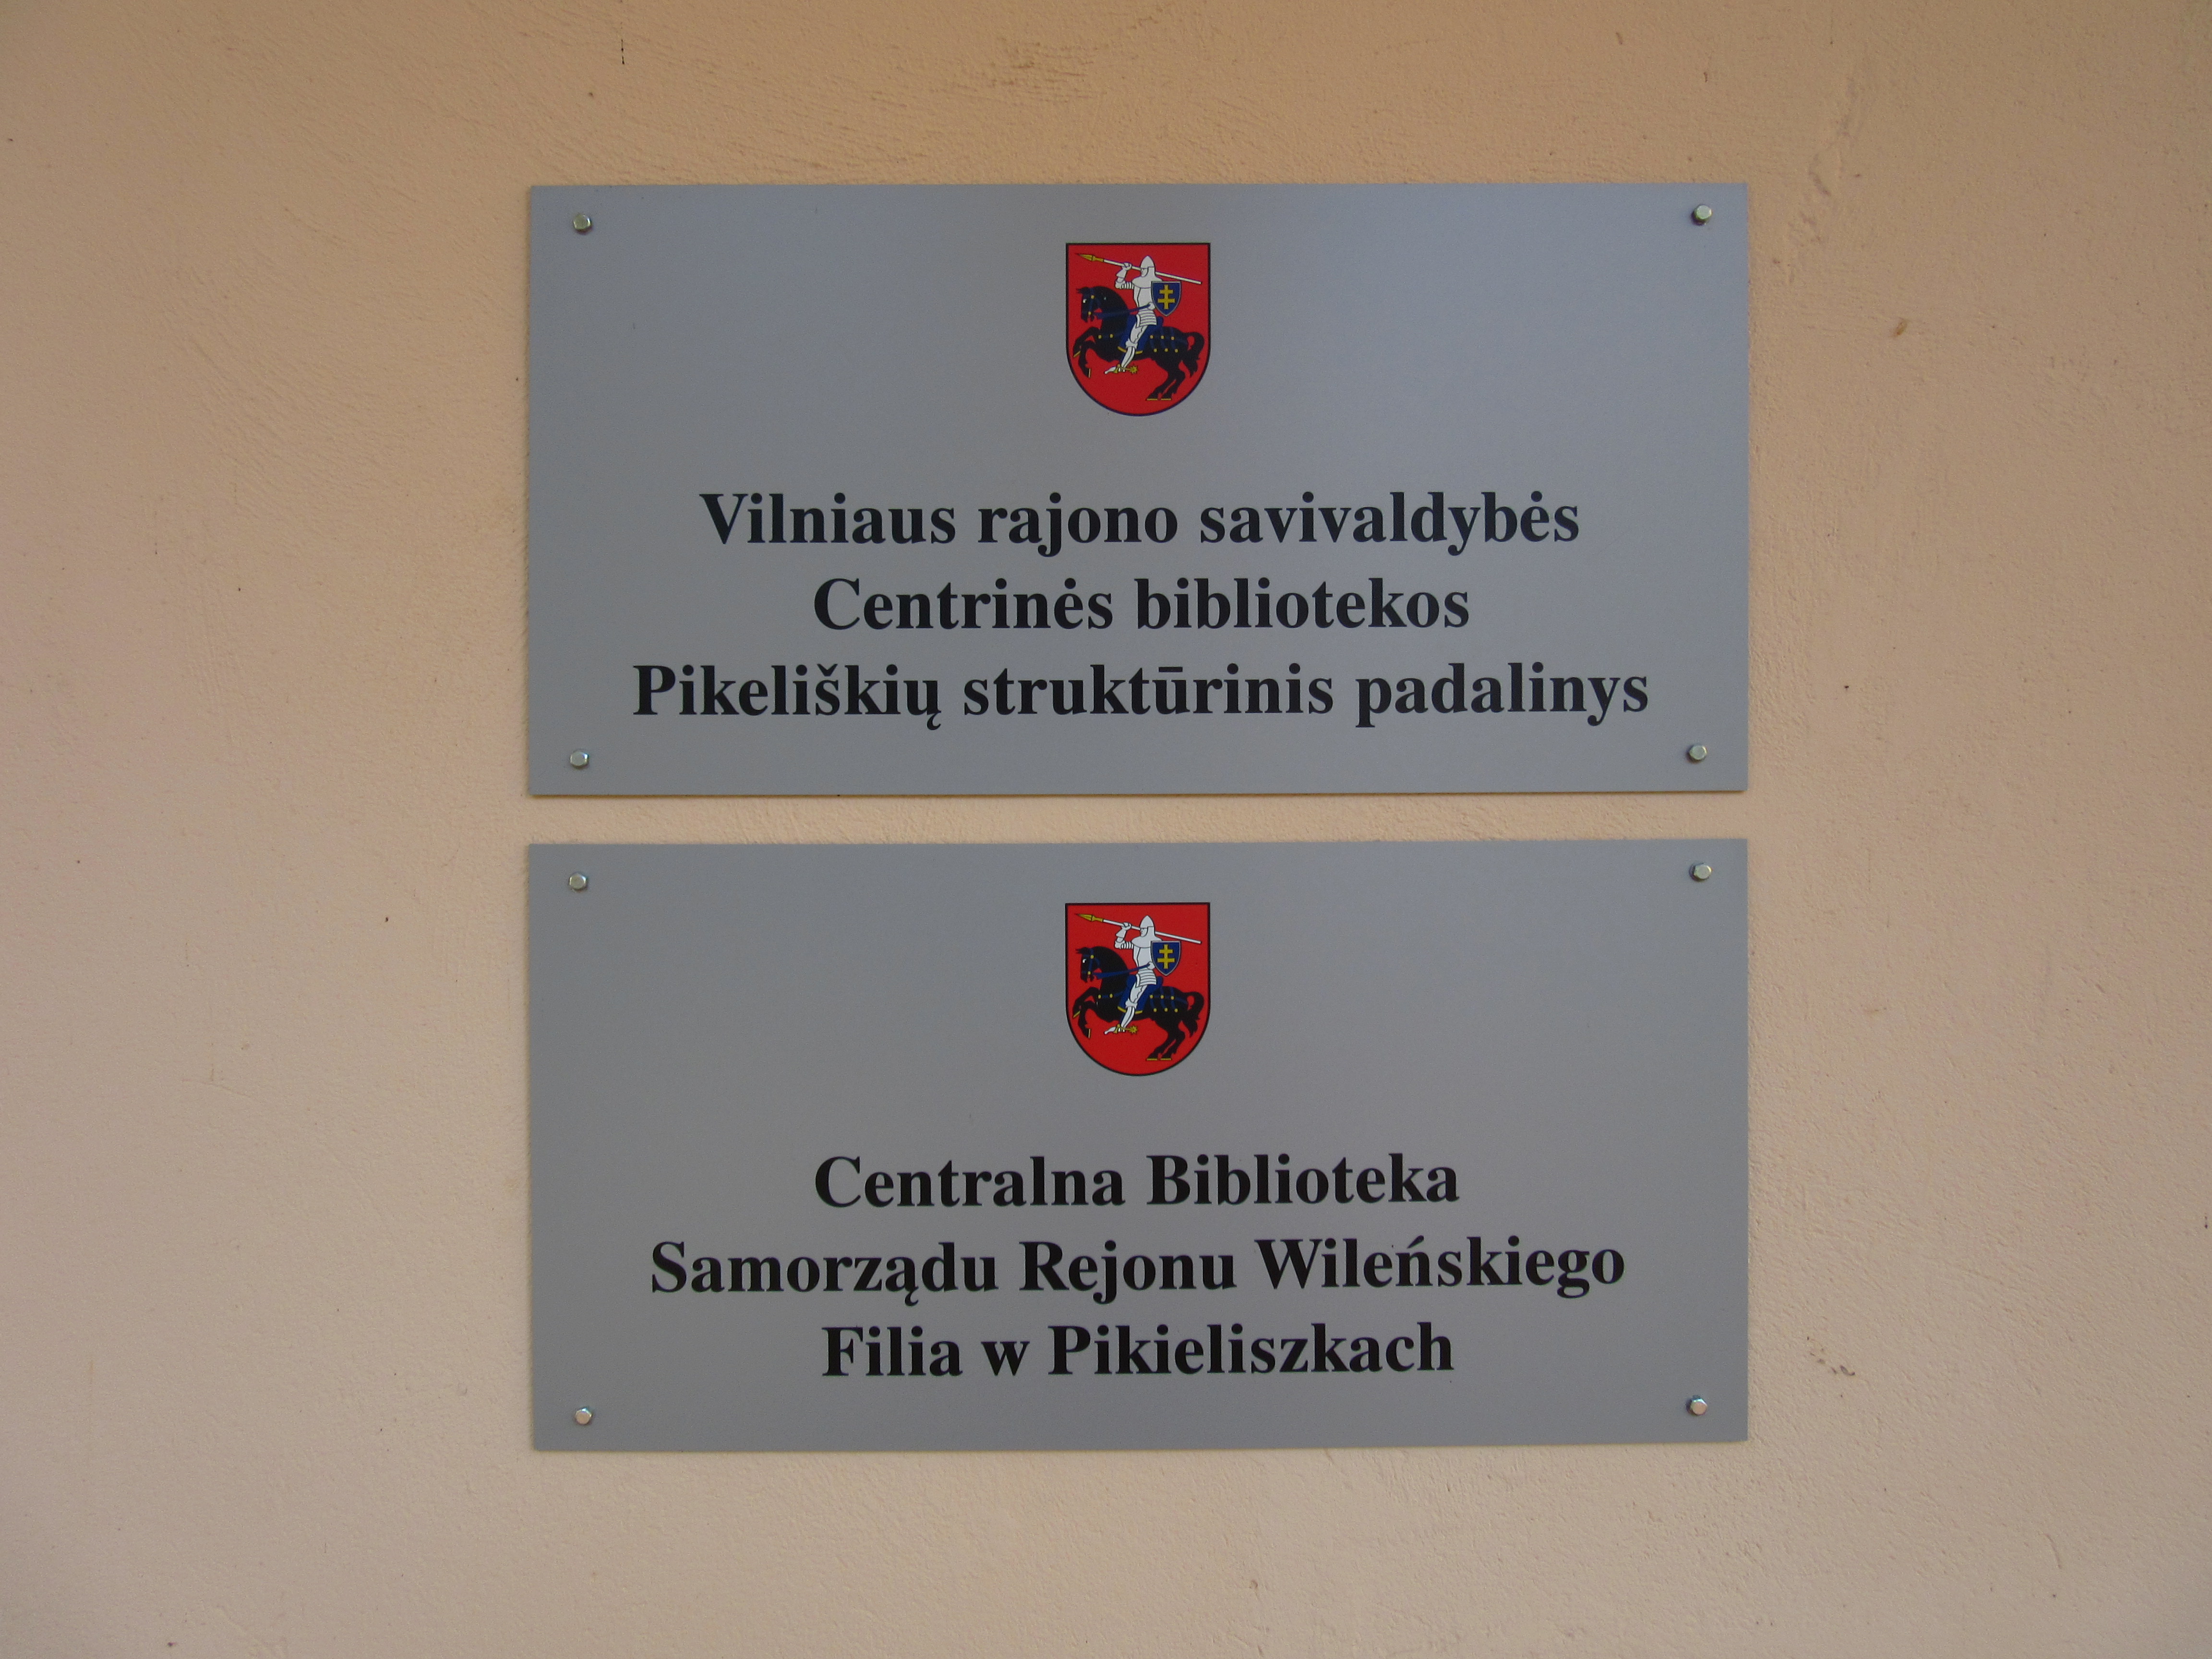 Vilniaus rajono savivaldybės
Centrinės bibliotekos
Pikeliškių struktūrinis padalinys
Centralna Biblioteka
Samorządu Rejonu Wileńskiego
Filia w Pikieliszkach